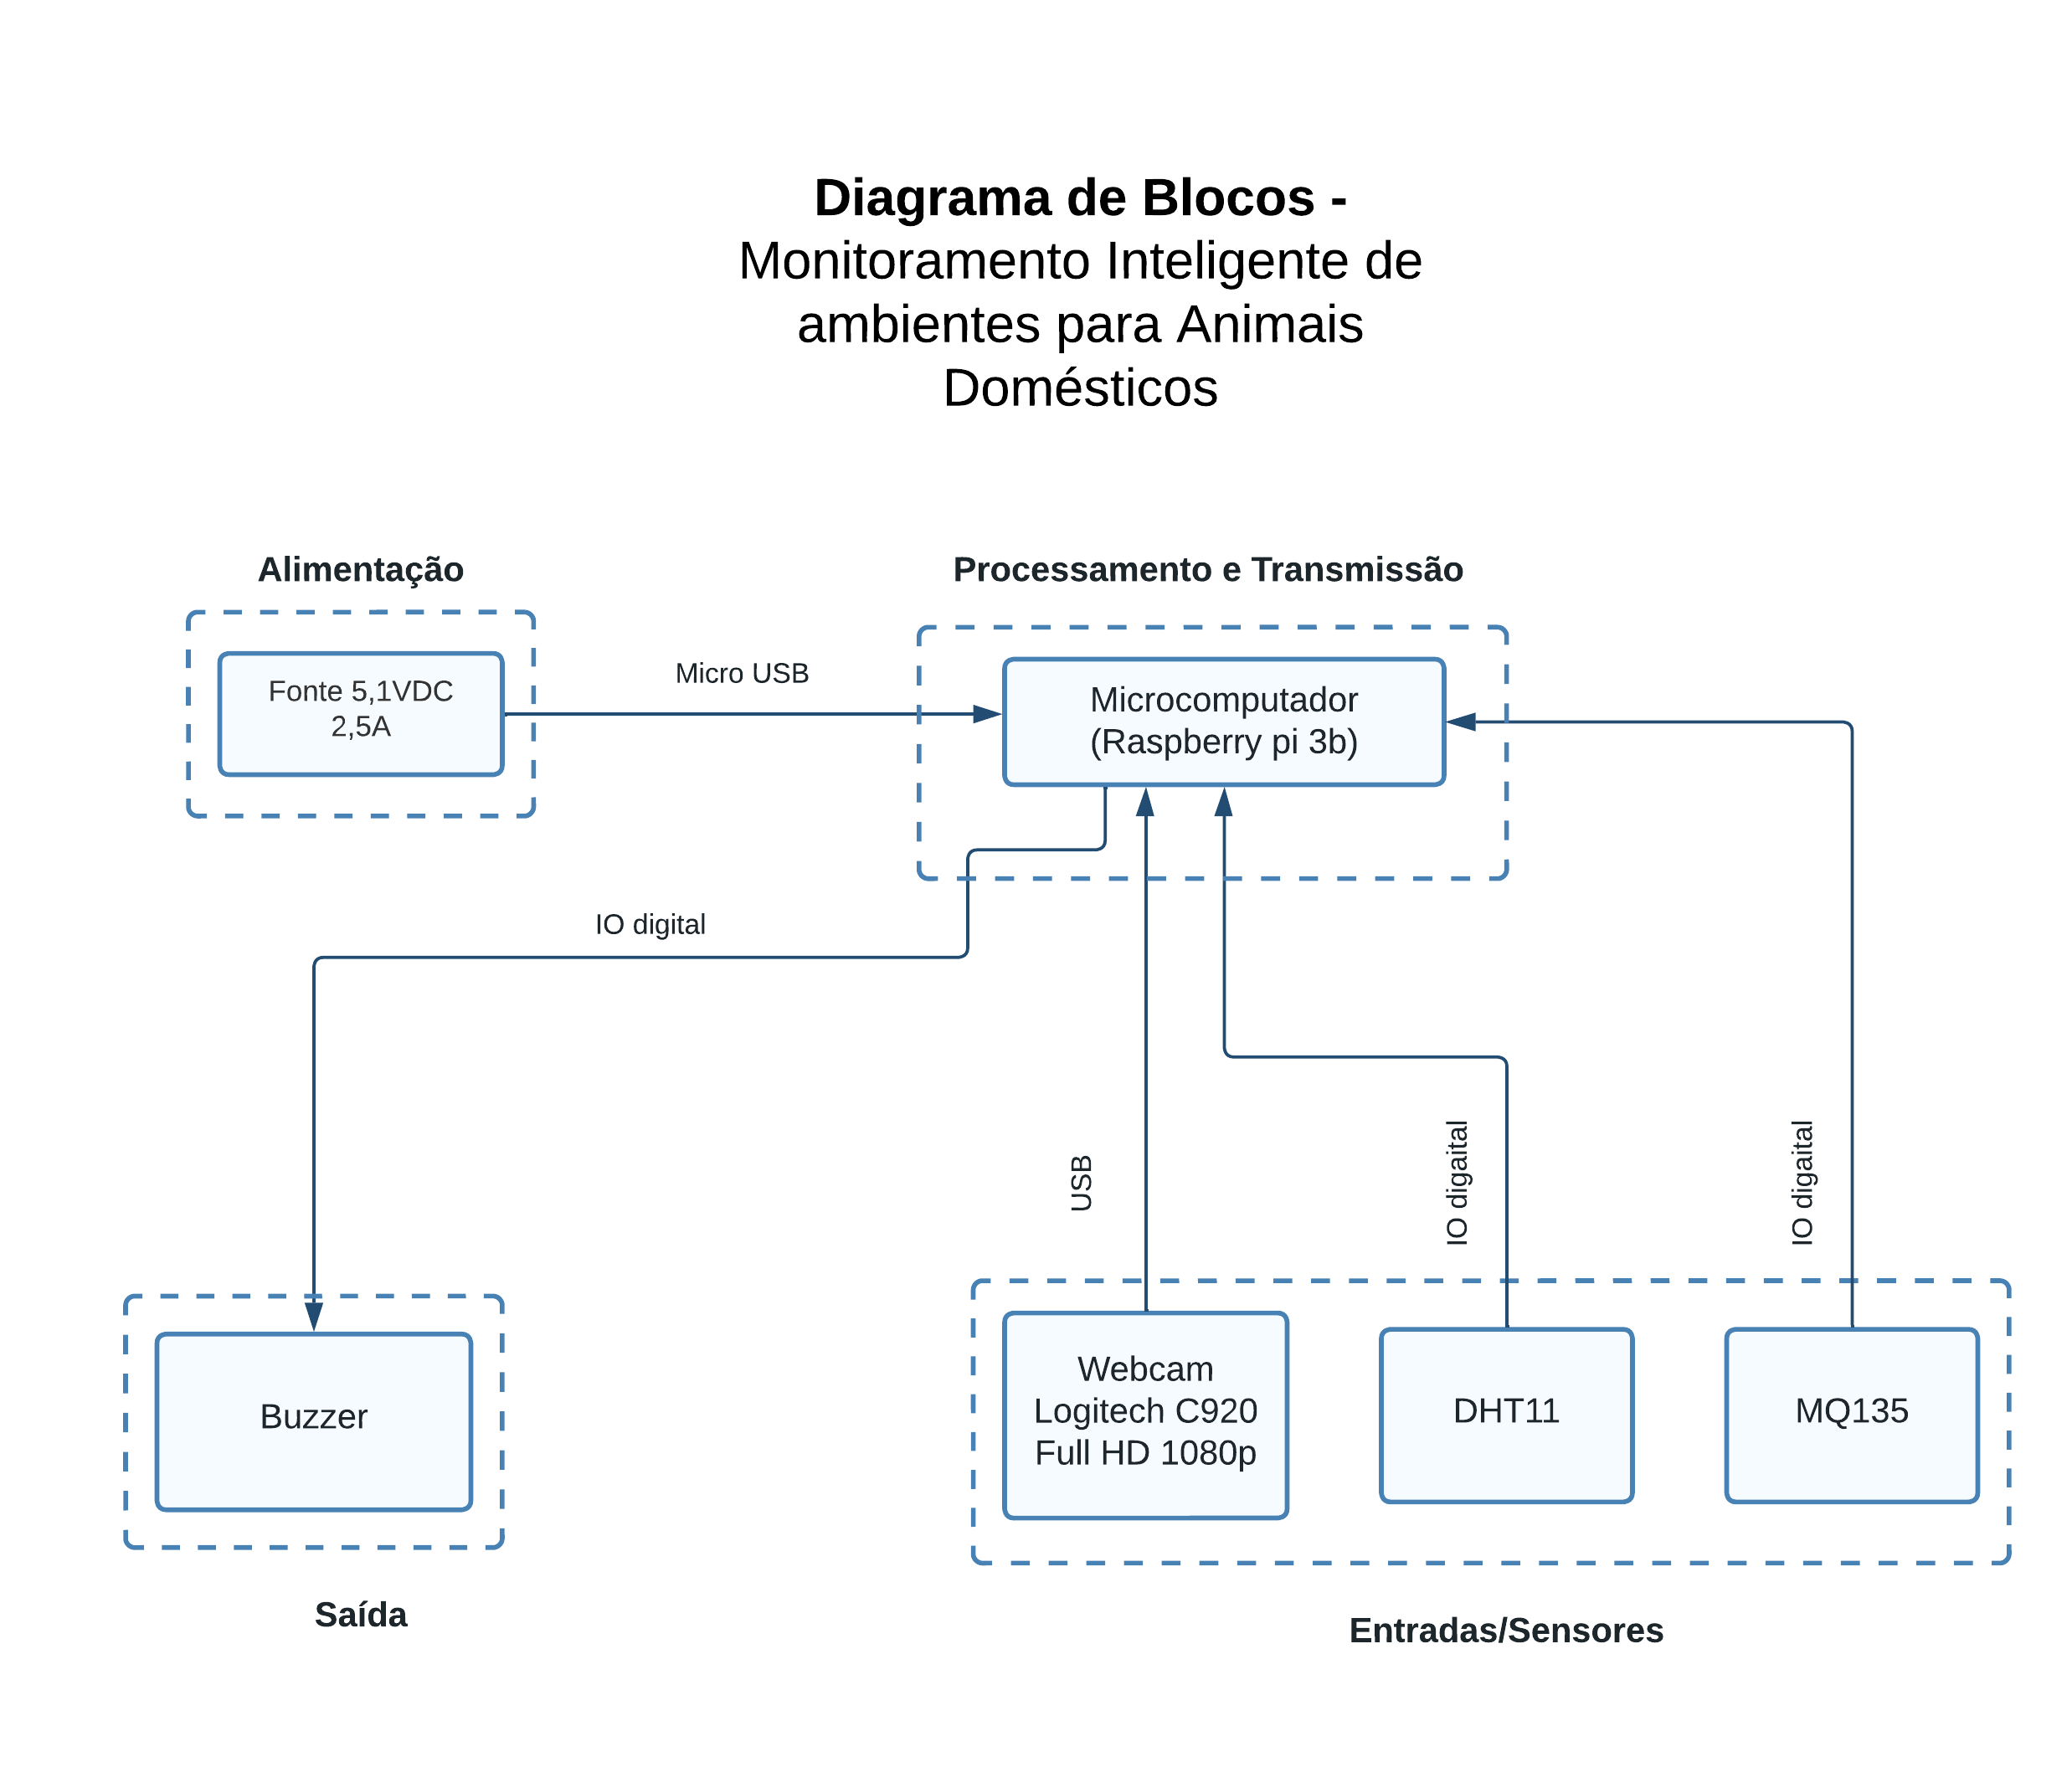 Diagrama de Blocos -
Monitoramento Inteligente de
ambientes para Animais
Domésticos
Alimentação
Processamento e Transmissão
Fonte 5,1VDC
2,5A
Micro USB
Microcomputador
(Raspberry pi 3b)
IO digital
USB
IO digaital
IO digaital
Buzzer
Webcam
Logitech C920
Full HD 1080p
DHT11
MQ135
Saída
Entradas/Sensores